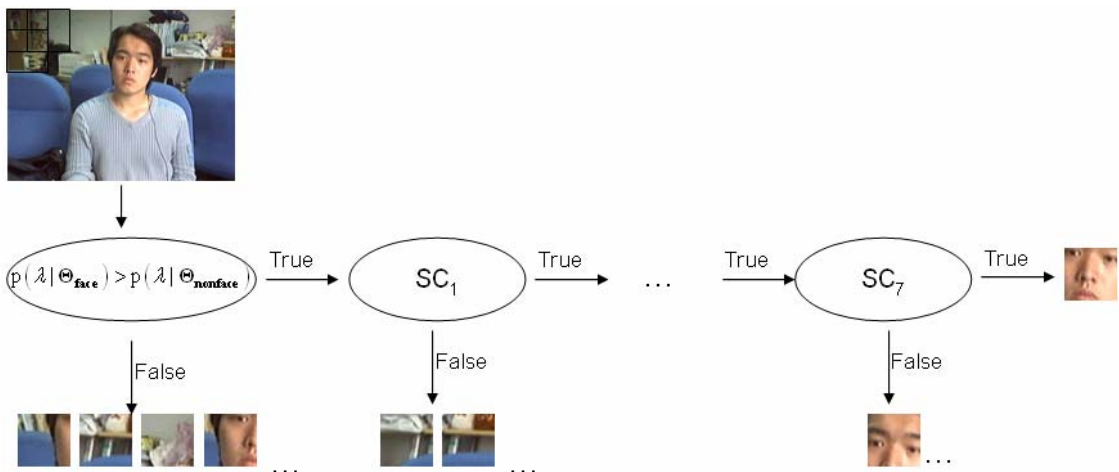 True
True
True
True
p(λ|Θface) > p(λ|Θnonface)
SC1
...
SC7
False
False
False
...
...
...